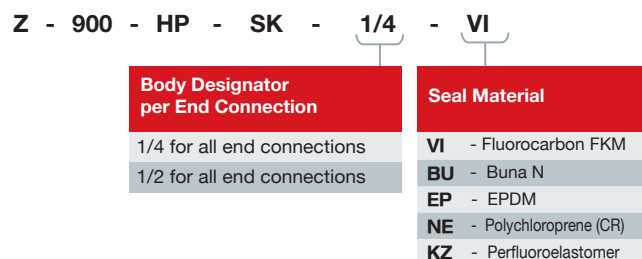 Z - 900 - HP - SK - 1/4 - VI
Body Designator
per End Connection
1/4 for all end connections
1/2 for all end connections
Seal Material
VI - Fluorocarbon FKM
BU - Buna N
EP - EPDM
NE - Polychloroprene (CR)
KZ - Perfluoroelastomer